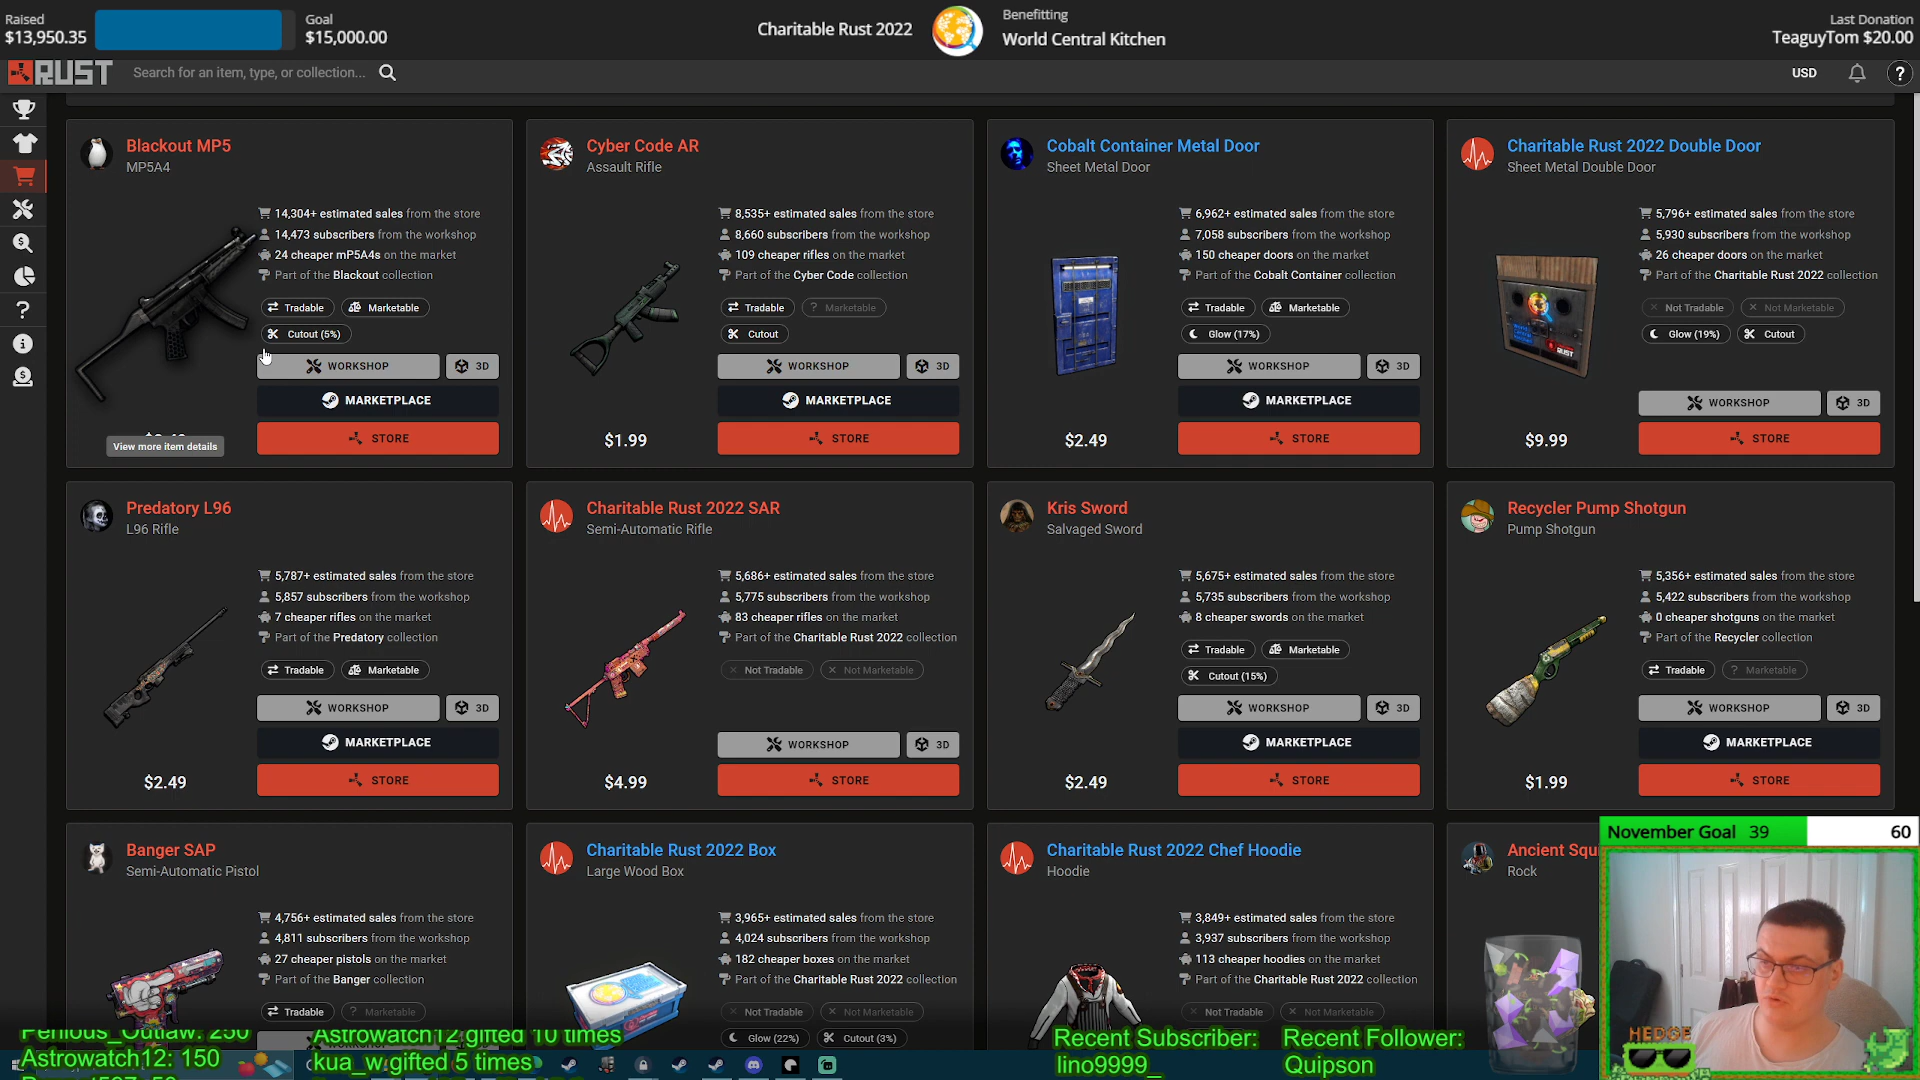 Raised
$13,950.35
Goal
$15,000.00
Charitable Rust 2022
Benefitting
World Central Kitchen
Last Donation
TeaguyTom $20.00
RUST
Search for an item, type, or collection...
USD
?
Blackout MP5
MP5A4
14,304+ estimated sales from the store
14,473 subscribers from the workshop
24 cheaper mP5A4s on the market
Part of the Blackout collection
Tradable
Marketable
Cutout (5%)
WORKSHOP
3D
MARKETPLACE
View more item details
STORE
Cyber Code AR
Assault Rifle
8,535+ estimated sales from the store
8,660 subscribers from the workshop
109 cheaper rifles on the market
Part of the Cyber Code collection
Tradable
? Marketable
Cutout
WORKSHOP
3D
MARKETPLACE
$1.99
STORE
Cobalt Container Metal Door
Sheet Metal Door
6,962+ estimated sales from the store
7,058 subscribers from the workshop
150 cheaper doors on the market
Part of the Cobalt Container collection
Tradable
Marketable
Glow (17%)
WORKSHOP
3D
MARKETPLACE
$2.49
STORE
Charitable Rust 2022 Double Door
Sheet Metal Double Door
5,796+ estimated sales from the store
5,930 subscribers from the workshop
26 cheaper doors on the market
Part of the Charitable Rust 2022 collection
Not Tradable
Not Marketable
Glow (19%)
Cutout
WORKSHOP
3D
$9.99
STORE
Predatory L96
L96 Rifle
5,787+ estimated sales from the store
5,857 subscribers from the workshop
7 cheaper rifles on the market
Part of the Predatory collection
Tradable
Marketable
WORKSHOP
3D
MARKETPLACE
$2.49
STORE
Charitable Rust 2022 SAR
Semi-Automatic Rifle
5,686+ estimated sales from the store
5,775 subscribers from the workshop
83 cheaper rifles on the market
Part of the Charitable Rust 2022 collection
Not Tradable
Not Marketable
WORKSHOP
3D
$4.99
STORE
Kris Sword
Salvaged Sword
5,675+ estimated sales from the store
5,735 subscribers from the workshop
8 cheaper swords on the market
Tradable
Marketable
Cutout (15%)
WORKSHOP
3D
MARKETPLACE
$2.49
STORE
Recycler Pump Shotgun
Pump Shotgun
5,356+ estimated sales from the store
5,422 subscribers from the workshop
0 cheaper shotguns on the market
Part of the Recycler collection
Tradable
? Marketable
WORKSHOP
3D
MARKETPLACE
$1.99
STORE
Banger SAP
Semi-Automatic Pistol
4,756+ estimated sales from the store
4,811 subscribers from the workshop
27 cheaper pistols on the market
Part of the Banger collection
Tradable
? Marketable
Charitable Rust 2022 Box
Large Wood Box
3,965+ estimated sales from the store
4,024 subscribers from the workshop
182 cheaper boxes on the market
Part of the Charitable Rust 2022 collection
Not Tradable
Not Marketable
Glow (22%)
Cutout (3%)
Charitable Rust 2022 Chef Hoodie
Hoodie
3,849+ estimated sales from the store
3,937 subscribers from the workshop
113 cheaper hoodies on the market
Part of the Charitable Rust 2022 collection
Not Tradable
Not Marketable
Ancient Squ
Rock
November Goal 39
60
HEDGE
Astrowatch12: 150
Astrowatch12 gifted 10 times
kua_w gifted 5 times
Recent Subscriber:
lino9999_
Recent Follower:
Quipson